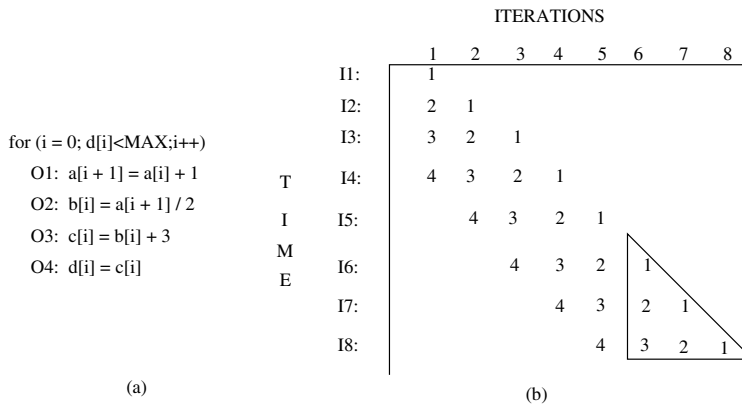 ITERATIONS
1 2 3 4 5 6 7 8
I1: 1
I2: 2 1
I3: 3 2 1
I4: 4 3 2 1
I5: 4 3 2 1
I6: 4 3 2 1
I7: 4 3 2 1
I8: 4 3 2 1
T
I
M
E
for (i = 0; d[i]<MAX;i++)
O1: a[i + 1] = a[i] + 1
O2: b[i] = a[i + 1] / 2
O3: c[i] = b[i] + 3
O4: d[i] = c[i]
(a)
(b)